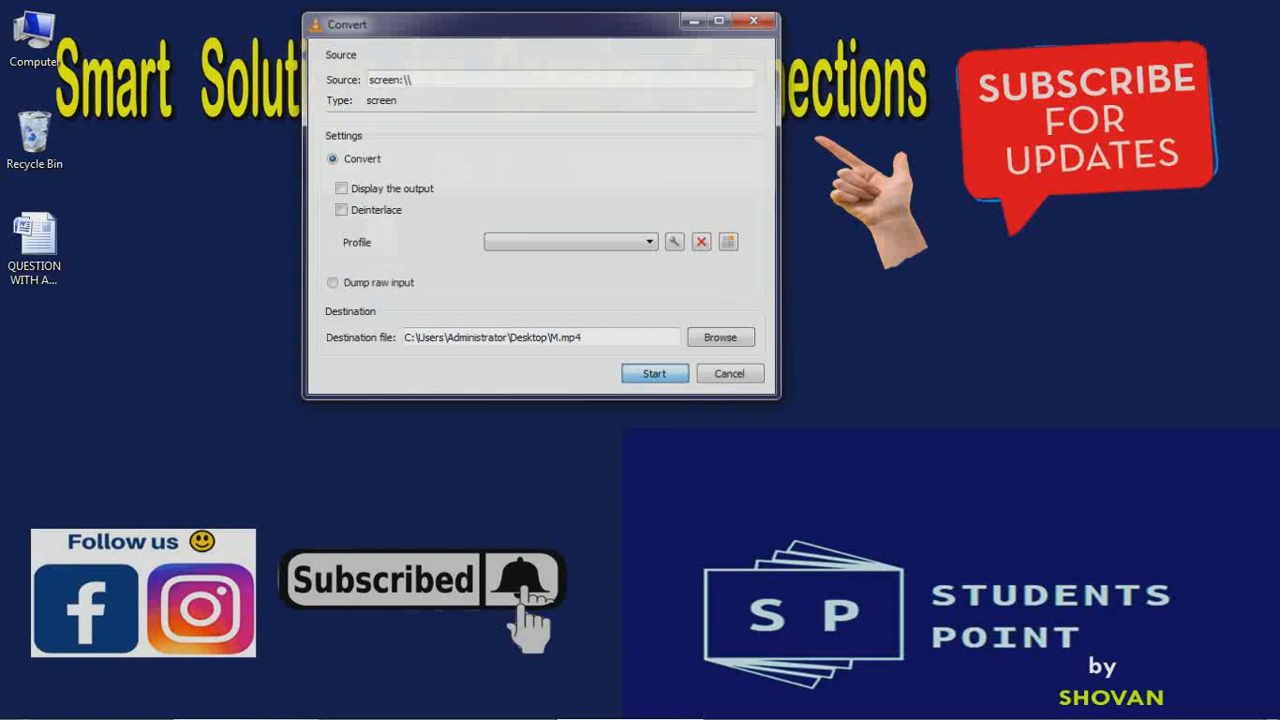 Computer
Recycle Bin
QUESTION
WITH A...
Smart Solut
nections
Convert
Source
Source: screen:\\
Type: screen
Settings
Convert
Display the output
Deinterlace
Profile
Dump raw input
Destination
Destination file: C:\Users\Administrator\Desktop\M.mp4
Browse
Start
Cancel
SUBSCRIBE
FOR
UPDATES
Follow us
Subscribed
S P
STUDENTS
POINT
by
SHOVAN